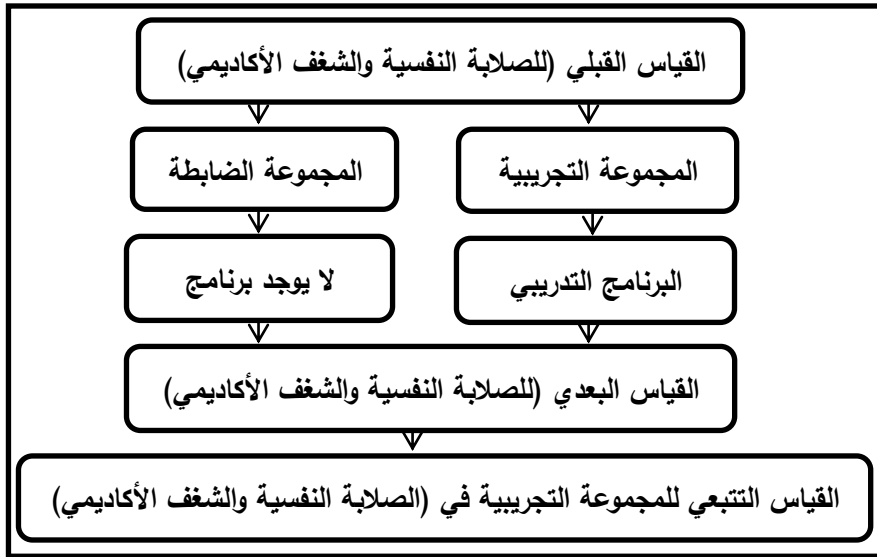 القياس القبلي (للصلابة النفسية والشغف الأكاديمي)
المجموعة التجريبية
المجموعة الضابطة
البرنامج التدريبي
لا يوجد برنامج
القياس البعدي (للصلابة النفسية والشغف الأكاديمي)
القياس التتبعي للمجموعة التجريبية في (الصلابة النفسية والشغف الأكاديمي)